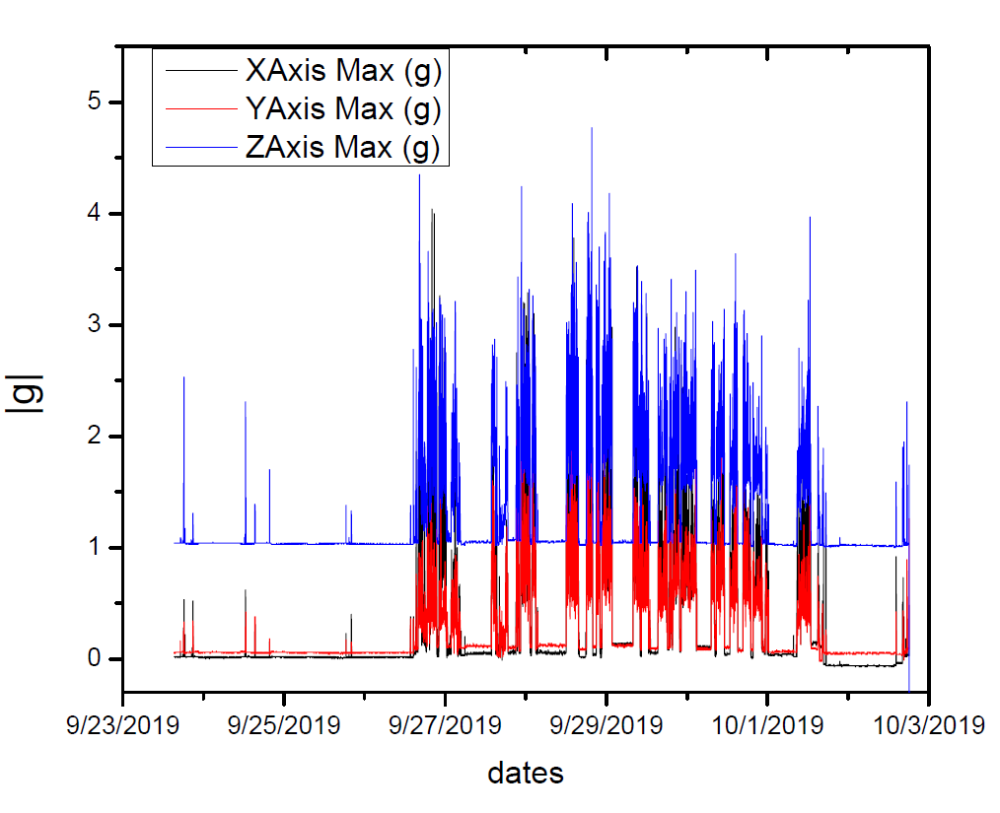 XAxis Max (g)
YAxis Max (g)
ZAxis Max (g)
5
4
3
2
1
0
|g|
9/23/2019 9/25/2019 9/27/2019 9/29/2019 10/1/2019 10/3/2019
dates